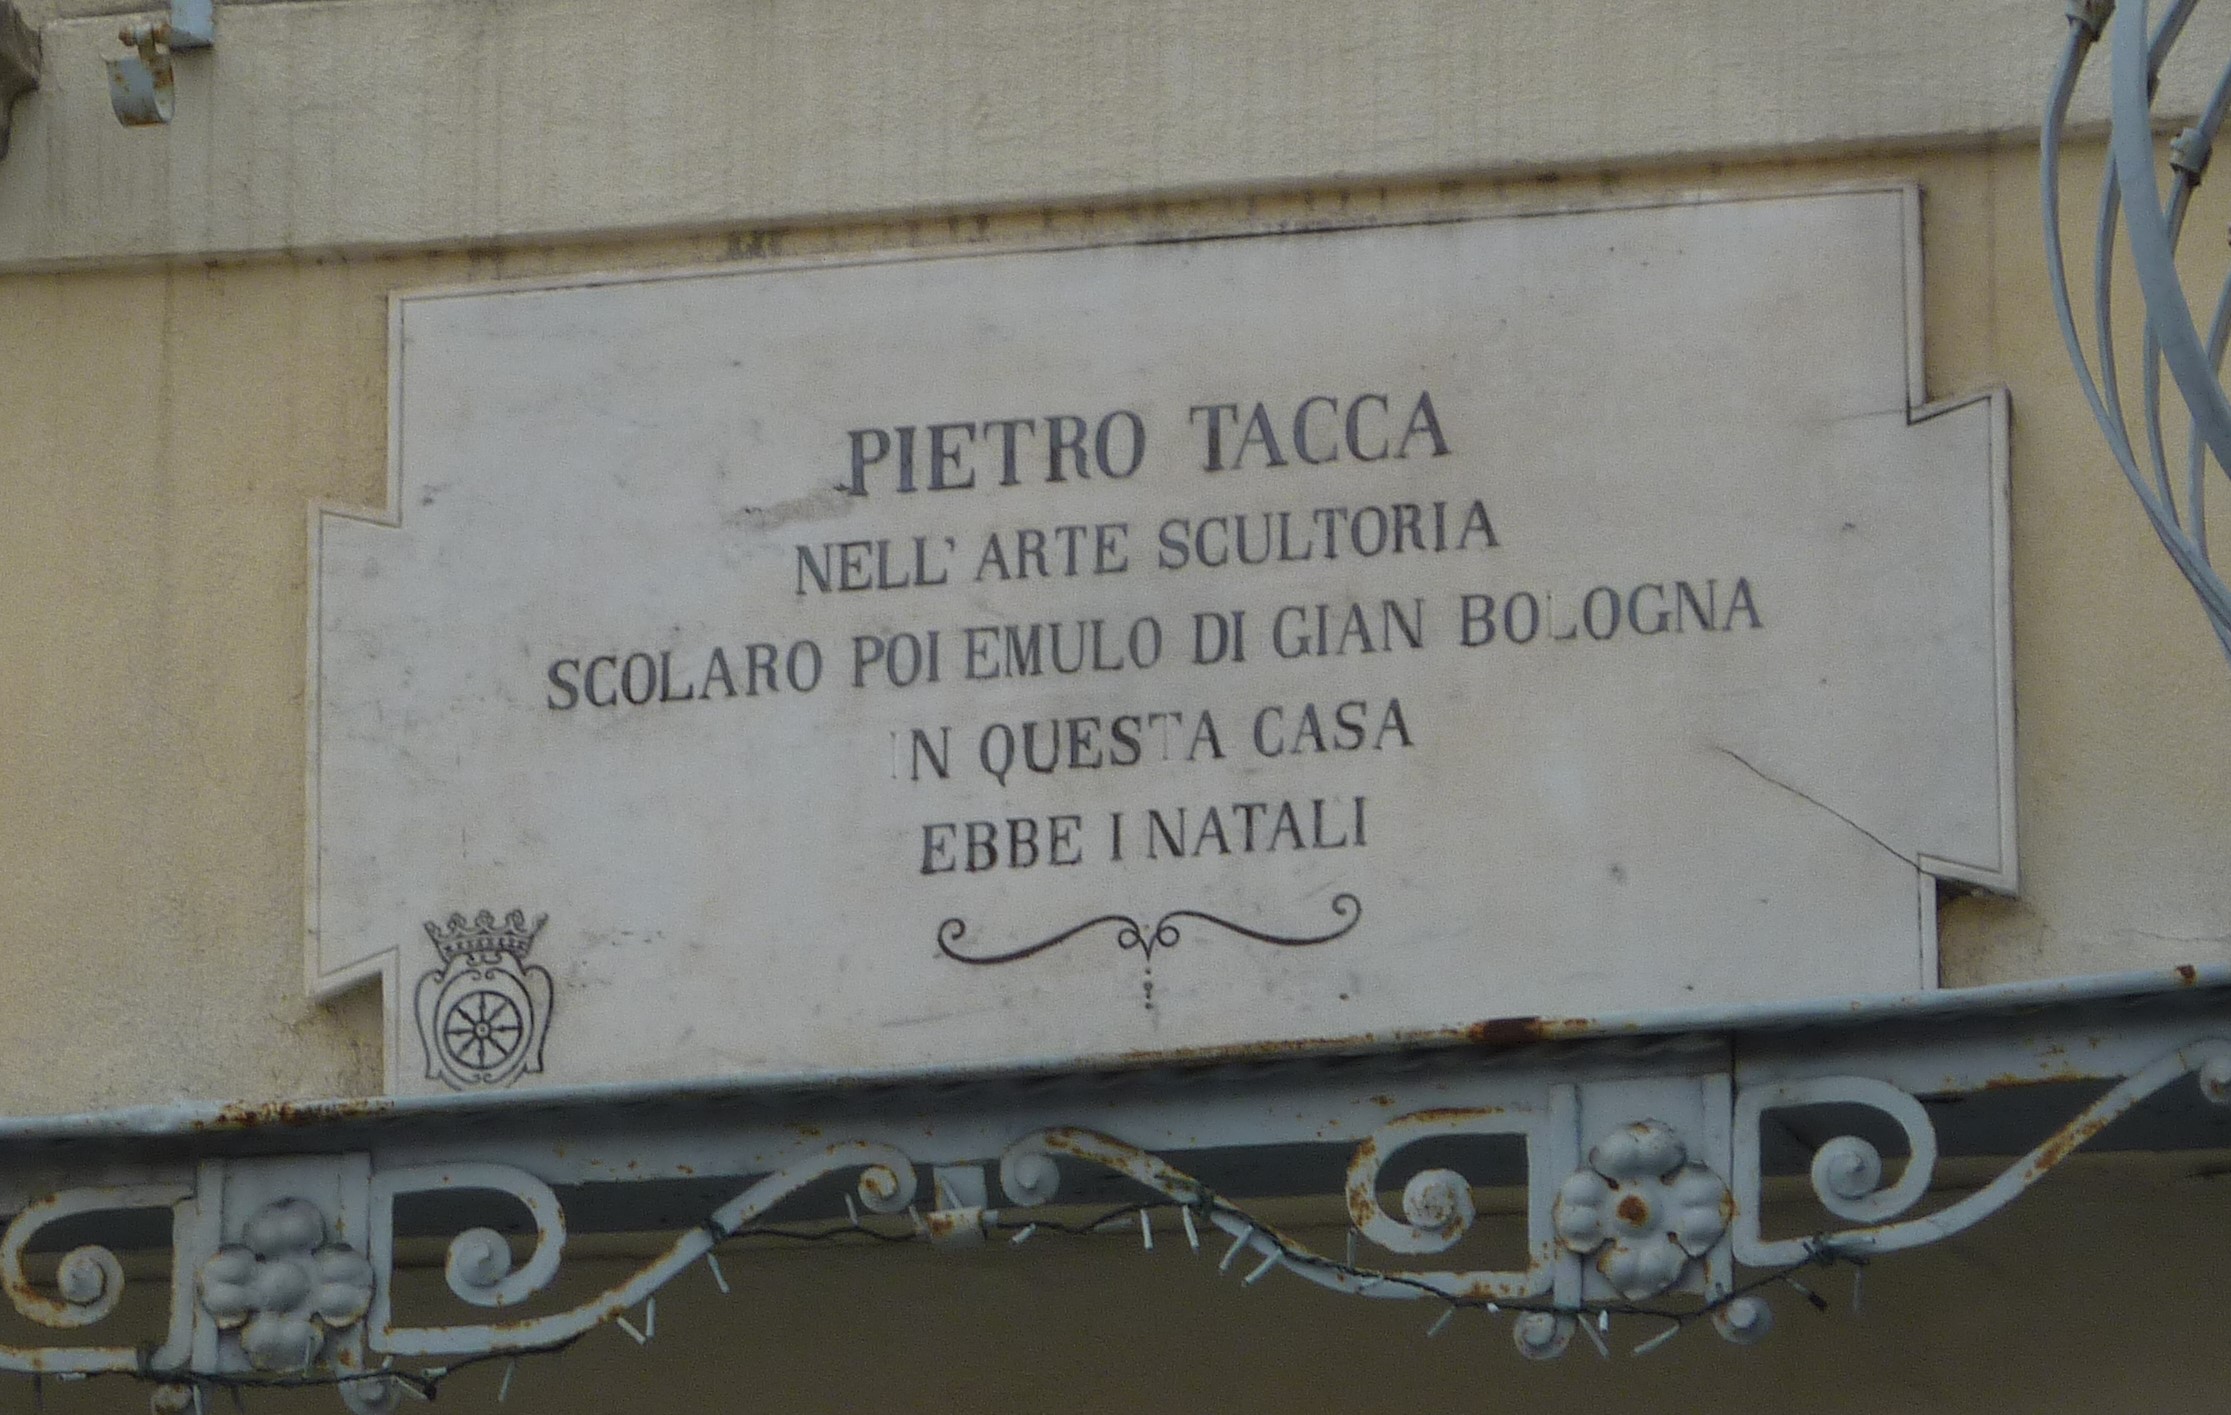 PIETRO TACCA
NELL' ARTE SCULTORIA
SCOLARO POI EMULO DI GIAN BOLOGNA
IN QUESTA CASA
EBBE I NATALI